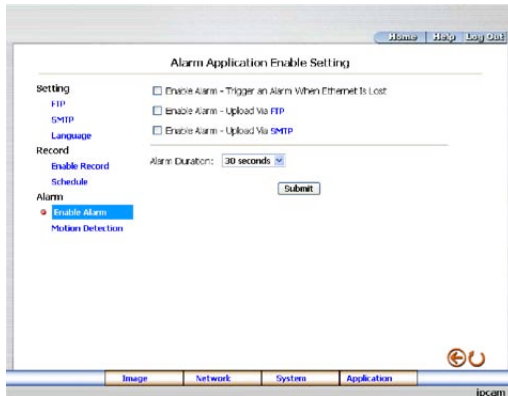 Home Help Log Out
Alarm Application Enable Setting
Setting
FTP
SMTP
Language
Record
Enable Record
Schedule
Alarm
Enable Alarm
Motion Detection
Enable Alarm - Trigger an Alarm When Ethernet Is Lost
Enable Alarm - Upload Via FTP
Enable Alarm - Upload Via SMTP
Alarm Duration: 30 seconds
Submit
Image Network System Application
ipcam